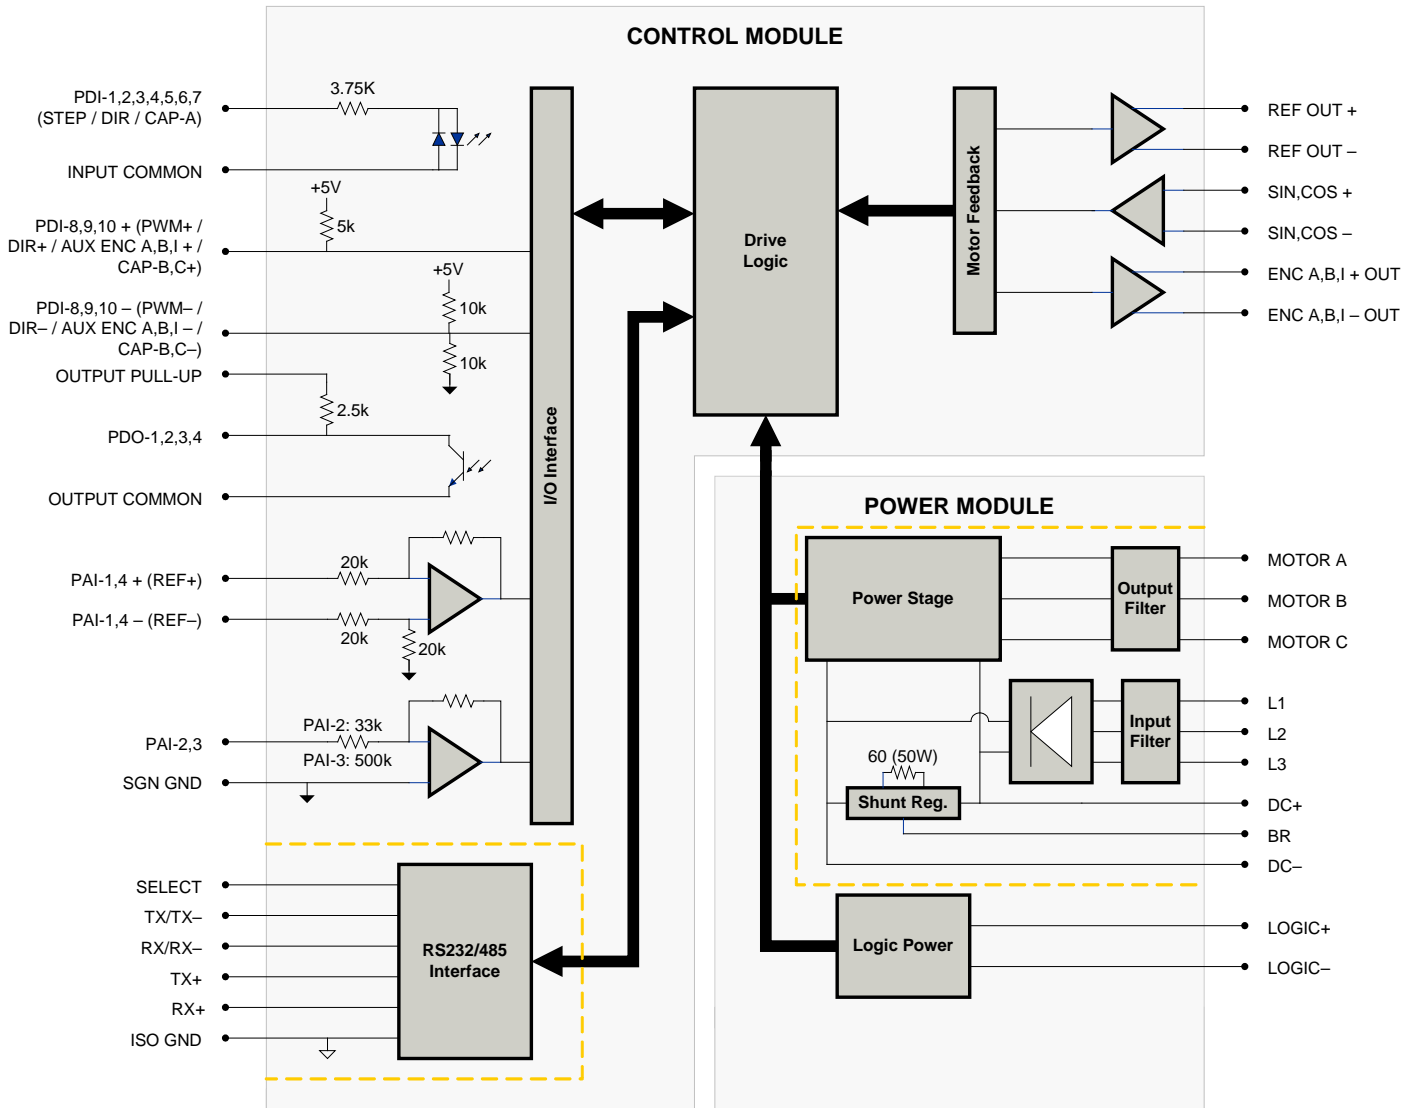 CONTROL MODULE
PDI-1,2,3,4,5,6,7
(STEP / DIR / CAP-A)
3.75K
INPUT COMMON
+5V
5k
PDI-8,9,10 + (PWM+ /
DIR+ / AUX ENC A,B,I + /
CAP-B,C+)
+5V
10k
PDI-8,9,10 – (PWM– /
DIR– / AUX ENC A,B,I – /
CAP-B,C–)
10k
OUTPUT PULL-UP
2.5k
PDO-1,2,3,4
OUTPUT COMMON
PAI-1,4 + (REF+)
20k
PAI-1,4 – (REF–)
20k
20k
PAI-2: 33k
PAI-2,3
PAI-3: 500k
SGN GND
I/O Interface
SELECT
TX/TX–
RX/RX–
TX+
RX+
ISO GND
RS232/485
Interface
Drive
Logic
Motor Feedback
REF OUT +
REF OUT –
SIN,COS +
SIN,COS –
ENC A,B,I + OUT
ENC A,B,I – OUT
POWER MODULE
Power Stage
Output
Filter
MOTOR A
MOTOR B
MOTOR C
Input
Filter
L1
L2
L3
60 (50W)
Shunt Reg.
DC+
BR
DC–
Logic Power
LOGIC+
LOGIC–